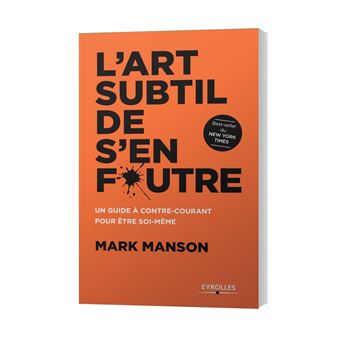 L'ART
SUBTIL
DE
S'EN
F*UTRE
Best-seller
du
NEW YORK
TIMES
UN GUIDE À CONTRE-COURANT
POUR ÊTRE SOI-MÊME
MARK MANSON
EYROLLES